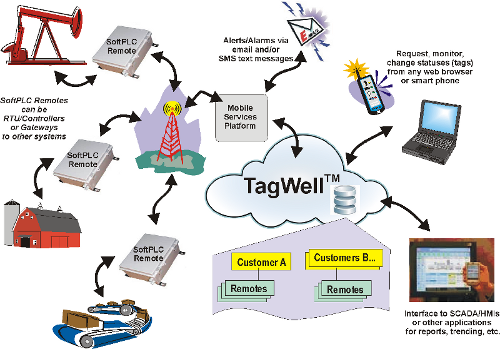 SoftPLC
Remote
Alerts/Alarms via
email and/or
SMS text messages
Request, monitor,
change statuses (tags)
from any web browser
or smart phone
SoftPLC Remotes
can be
RTU/Controllers
or Gateways
to other systems
Mobile
Services
Platform
SoftPLC
Remote
TagWell™
SoftPLC
Remote
Customer A
Customers B...
Remotes
Remotes
Interface to SCADA/HMIs
or other applications
for reports, trending, etc.